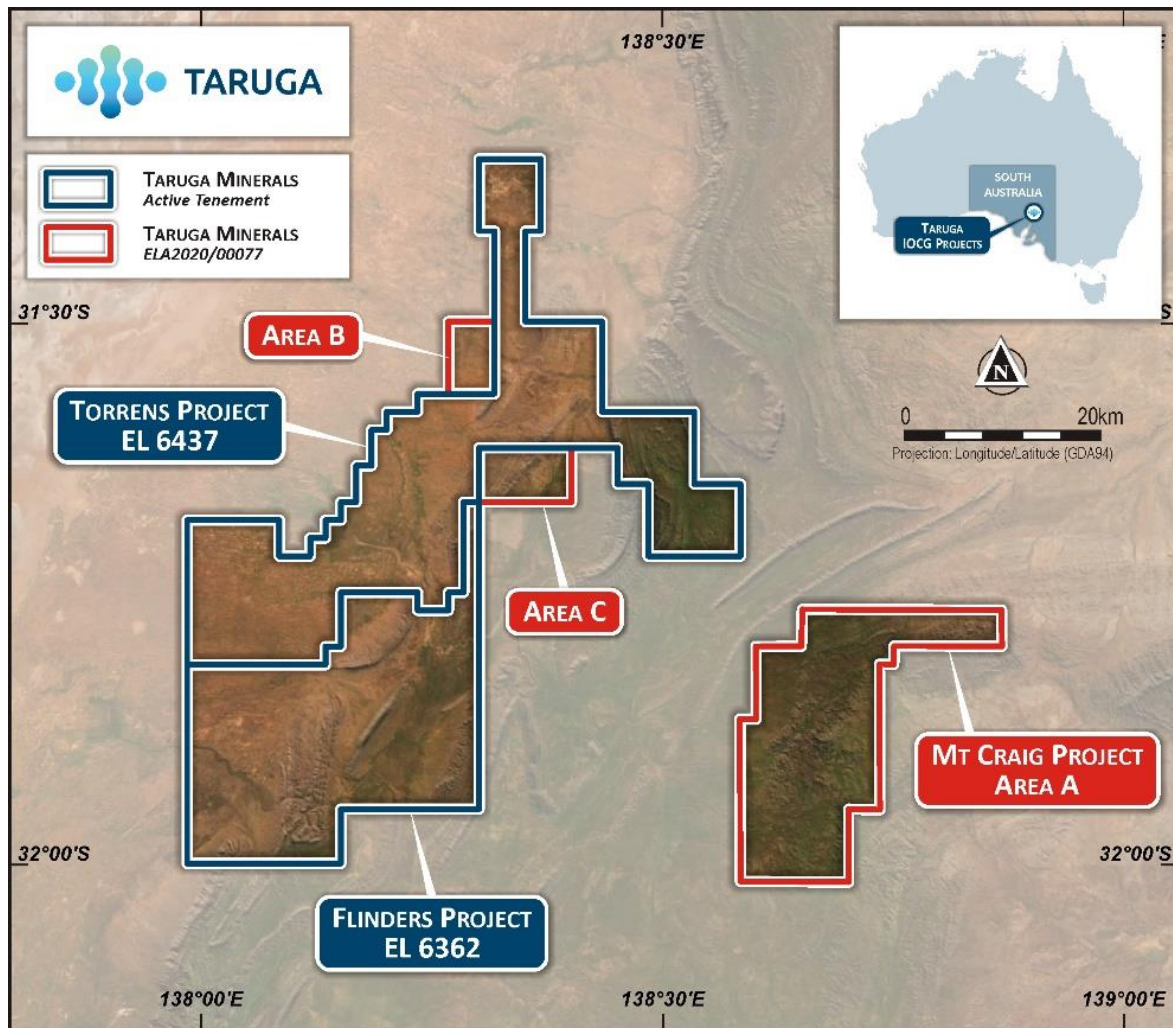 138°30'E
TARUGA
TARUGA MINERALS
Active Tenement
TARUGA MINERALS
ELA2020/00077
SOUTH
AUSTRALIA
TARUGA
IOCG PROJECTS
31°30'S
AREA B
TORRENS PROJECT
EL 6437
N
0 20km
Projection: Longitude/Latitude (GDA94)
AREA C
MT CRAIG PROJECT
AREA A
32°00'S
32°00'S
FLINDERS PROJECT
EL 6362
138°00'E
138°30'E
139°00'E